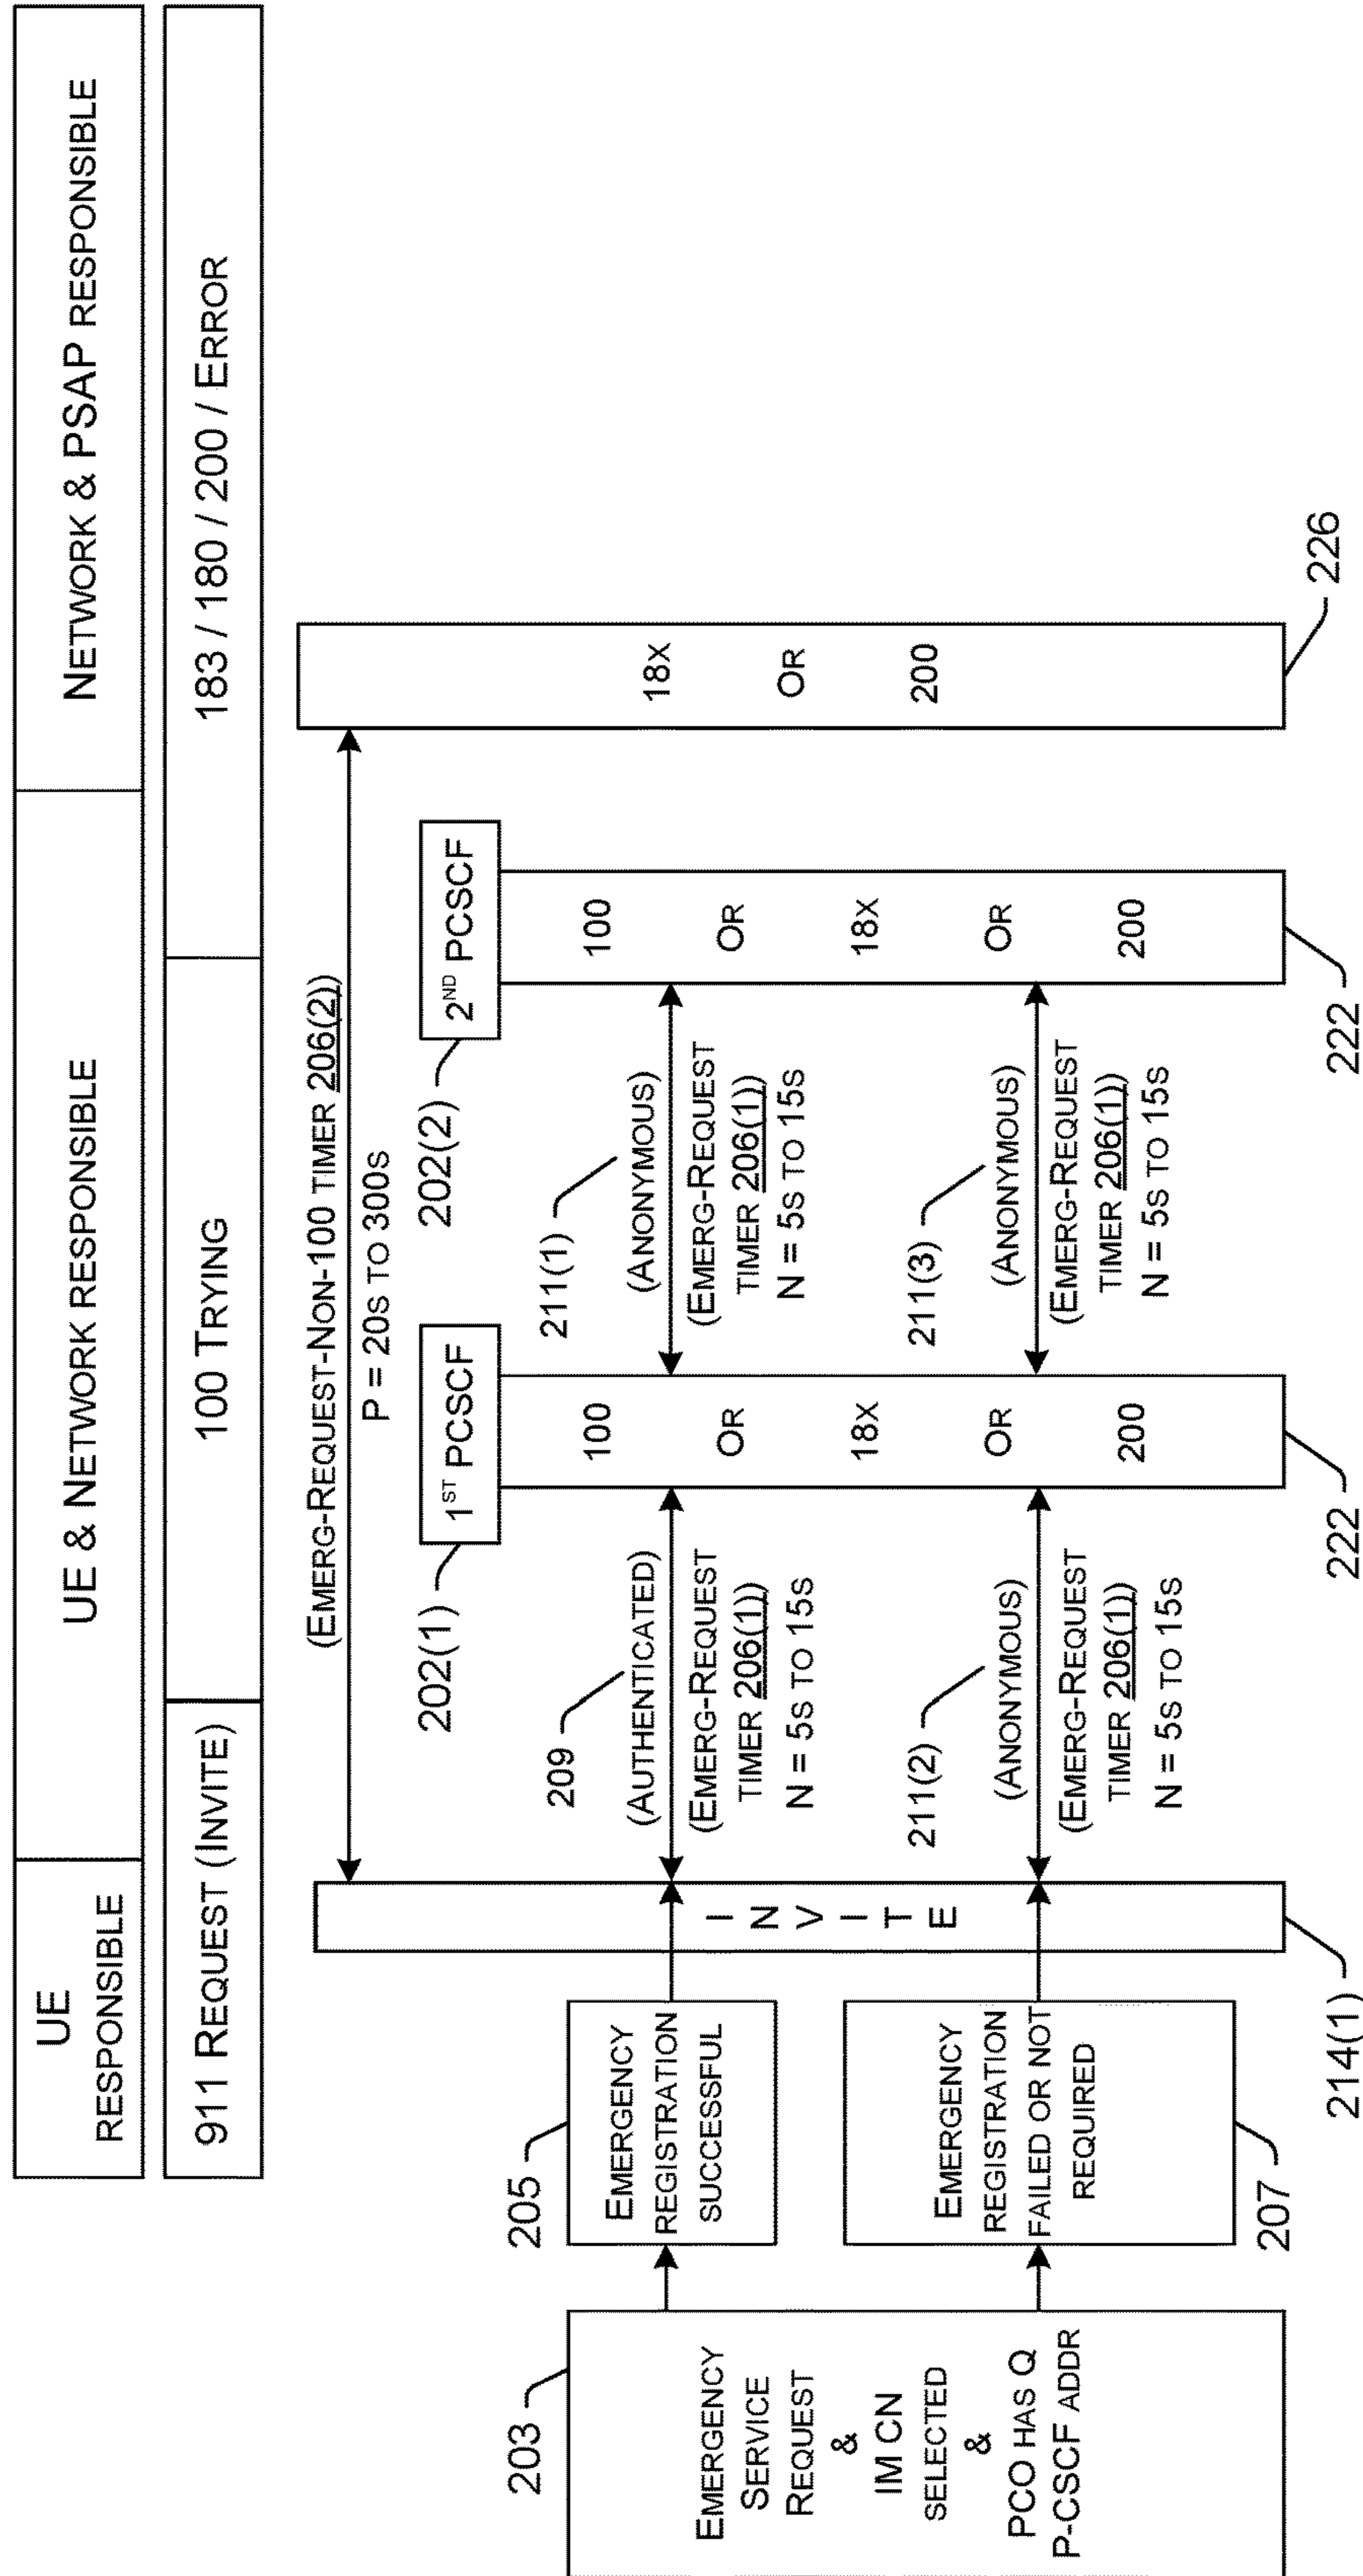 UE
RESPONSIBLE
UE & NETWORK RESPONSIBLE
NETWORK & PSAP RESPONSIBLE
911 REQUEST (INVITE)
100 TRYING
183 / 180 / 200 / ERROR
(EMERG-REQUEST-NON-100 TIMER 206(2))
P = 20S TO 300S
203
EMERGENCY
SERVICE
REQUEST
&
IM CN
SELECTED
&
PCO HAS Q
P-CSCF ADDR
205
EMERGENCY
REGISTRATION
SUCCESSFUL
EMERGENCY
REGISTRATION
FAILED OR NOT
REQUIRED
207
INVITE
214(1)
209
(AUTHENTICATED)
(EMERG-REQUEST
TIMER 206(1))
N = 5S TO 15S
211(2)
(ANONYMOUS)
(EMERG-REQUEST
TIMER 206(1))
N = 5S TO 15S
202(1)
1ST PCSCF
100
OR
18X
OR
200
222
211(1)
(ANONYMOUS)
(EMERG-REQUEST
TIMER 206(1))
N = 5S TO 15S
211(3)
(ANONYMOUS)
(EMERG-REQUEST
TIMER 206(1))
N = 5S TO 15S
202(2)
2ND PCSCF
100
OR
18X
OR
200
222
18X
OR
200
226